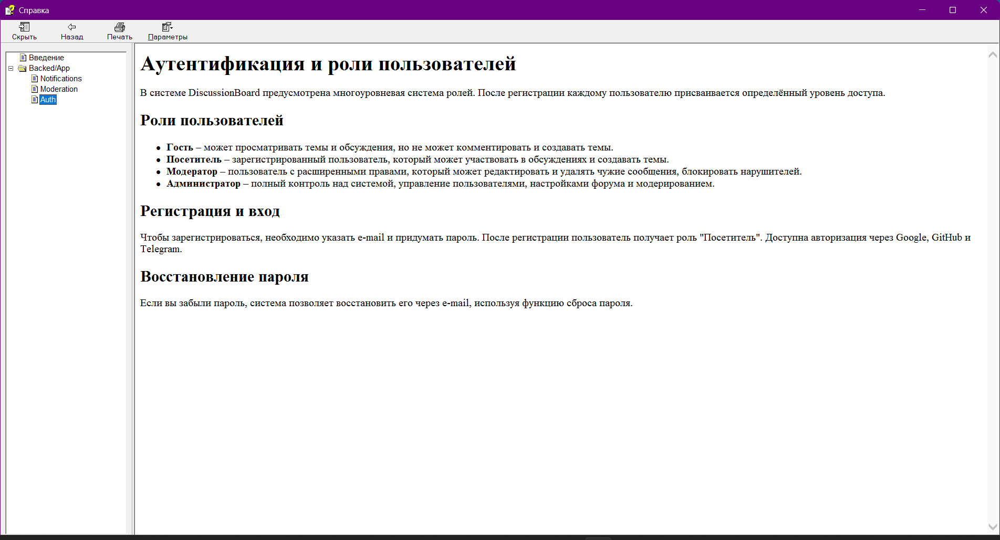 Справка
Скрыть
Назад
Печать
Параметры
Введение
Backed/App
Notifications
Moderation
Auth
Аутентификация и роли пользователей
В системе DiscussionBoard предусмотрена многоуровневая система ролей. После регистрации каждому пользователю присваивается определённый уровень доступа.
Роли пользователей
• Гость – может просматривать темы и обсуждения, но не может комментировать и создавать темы.
• Посетитель – зарегистрированный пользователь, который может участвовать в обсуждениях и создавать темы.
• Модератор – пользователь с расширенными правами, который может редактировать и удалять чужие сообщения, блокировать нарушителей.
• Администратор – полный контроль над системой, управление пользователями, настройками форума и модерированием.
Регистрация и вход
Чтобы зарегистрироваться, необходимо указать e-mail и придумать пароль. После регистрации пользователь получает роль "Посетитель". Доступна авторизация через Google, GitHub и
Telegram.
Восстановление пароля
Если вы забыли пароль, система позволяет восстановить его через e-mail, используя функцию сброса пароля.